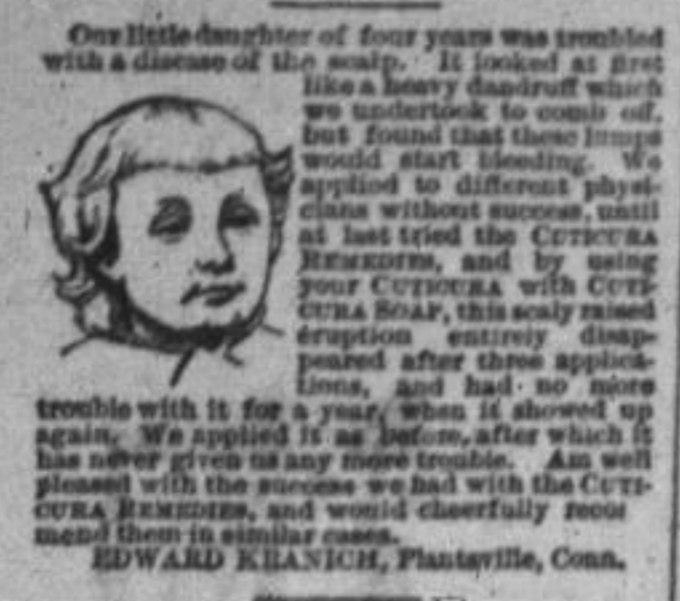 Our little daughter of four years was troubled
with a disease of the scalp. It looked at first
like a heavy dandruff which
we undertook to comb off,
but found that these lumps
would start bleeding. We
applied to different physi-
cians without success, until
at last tried the CUTICURA
REMEDIES, and by using
your CUTICURA with CUTI-
CURA SOAP, this scaly raised
eruption entirely disap-
peared after three applica-
tions, and had no more
trouble with it for a year, when it showed up
again. We applied it as before, after which it
has never given us any more trouble. Am well
pleased with the success we had with the CUTI-
CURA REMEDIES, and would cheerfully recom
mend them in similar cases.
EDWARD KRANICH, Plantsville, Conn.